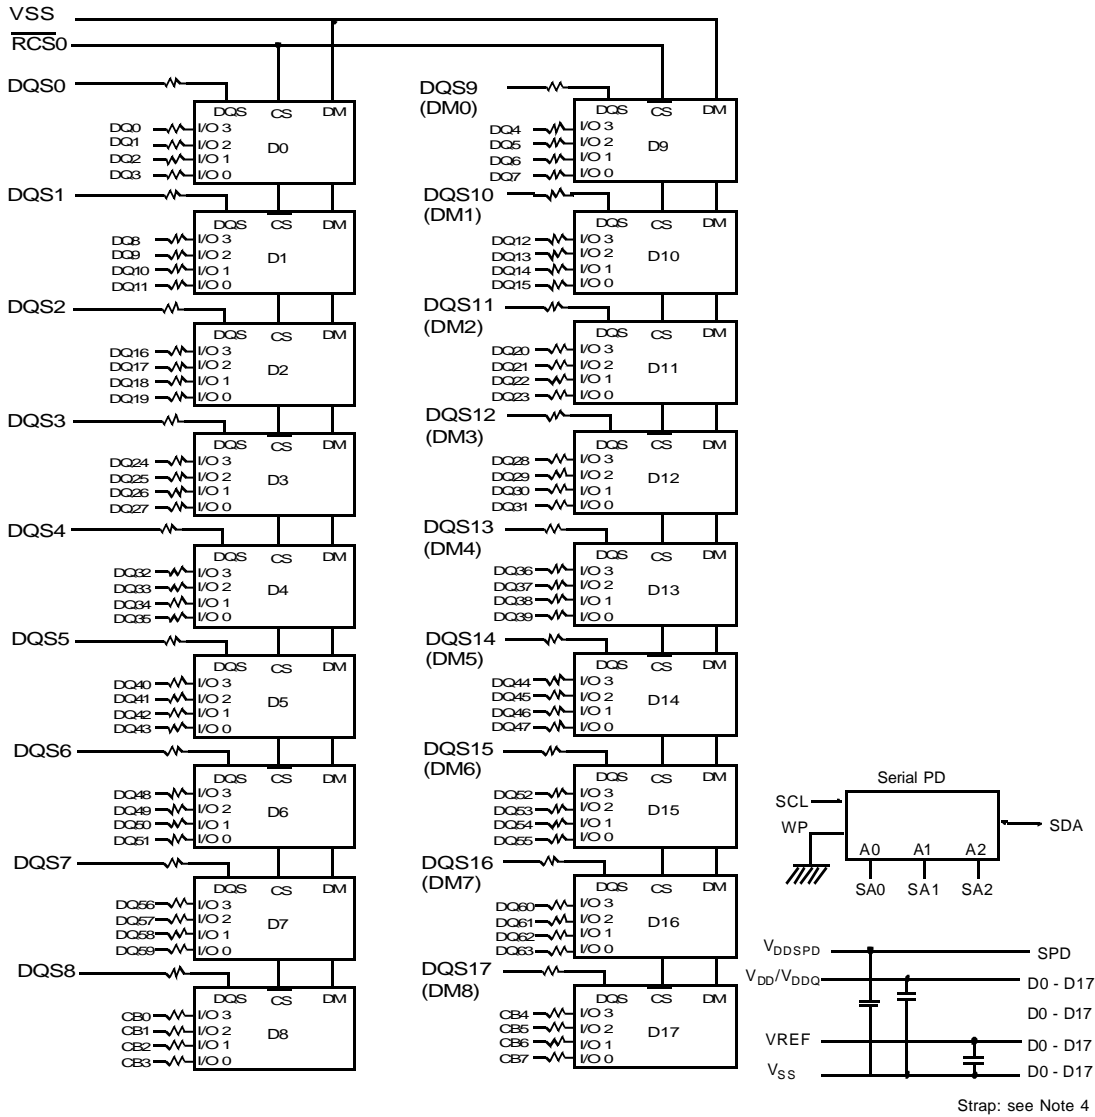 VSS
RCS0
DQS0
DQS CS DM
DQ0 I/O 3
DQ1 I/O 2
DQ2 I/O 1
DQ3 I/O 0
D0
DQS1
DQS CS DM
DQ8 I/O 3
DQ9 I/O 2
DQ10 I/O 1
DQ11 I/O 0
D1
DQS2
DQS CS DM
DQ16 I/O 3
DQ17 I/O 2
DQ18 I/O 1
DQ19 I/O 0
D2
DQS3
DQS CS DM
DQ24 I/O 3
DQ25 I/O 2
DQ26 I/O 1
DQ27 I/O 0
D3
DQS4
DQS CS DM
DQ32 I/O 3
DQ33 I/O 2
DQ34 I/O 1
DQ35 I/O 0
D4
DQS5
DQS CS DM
DQ40 I/O 3
DQ41 I/O 2
DQ42 I/O 1
DQ43 I/O 0
D5
DQS6
DQS CS DM
DQ48 I/O 3
DQ49 I/O 2
DQ50 I/O 1
DQ51 I/O 0
D6
DQS7
DQS CS DM
DQ56 I/O 3
DQ57 I/O 2
DQ58 I/O 1
DQ59 I/O 0
D7
DQS8
DQS CS DM
CB0 I/O 3
CB1 I/O 2
CB2 I/O 1
CB3 I/O 0
D8
DQS9
(DM0)
DQS CS DM
DQ4 I/O 3
DQ5 I/O 2
DQ6 I/O 1
DQ7 I/O 0
D9
DQS10
(DM1)
DQS CS DM
DQ12 I/O 3
DQ13 I/O 2
DQ14 I/O 1
DQ15 I/O 0
D10
DQS11
(DM2)
DQS CS DM
DQ20 I/O 3
DQ21 I/O 2
DQ22 I/O 1
DQ23 I/O 0
D11
DQS12
(DM3)
DQS CS DM
DQ28 I/O 3
DQ29 I/O 2
DQ30 I/O 1
DQ31 I/O 0
D12
DQS13
(DM4)
DQS CS DM
DQ36 I/O 3
DQ37 I/O 2
DQ38 I/O 1
DQ39 I/O 0
D13
DQS14
(DM5)
DQS CS DM
DQ44 I/O 3
DQ45 I/O 2
DQ46 I/O 1
DQ47 I/O 0
D14
DQS15
(DM6)
DQS CS DM
DQ52 I/O 3
DQ53 I/O 2
DQ54 I/O 1
DQ55 I/O 0
D15
DQS16
(DM7)
DQS CS DM
DQ60 I/O 3
DQ61 I/O 2
DQ62 I/O 1
DQ63 I/O 0
D16
DQS17
(DM8)
DQS CS DM
CB4 I/O 3
CB5 I/O 2
CB6 I/O 1
CB7 I/O 0
D17
Serial PD
SCL
WP
SDA
A0 A1 A2
SA0 SA1 SA2
VDDSPD SPD
VDD/VDDQ D0 - D17
D0 - D17
VREF D0 - D17
VSS D0 - D17
Strap: see Note 4